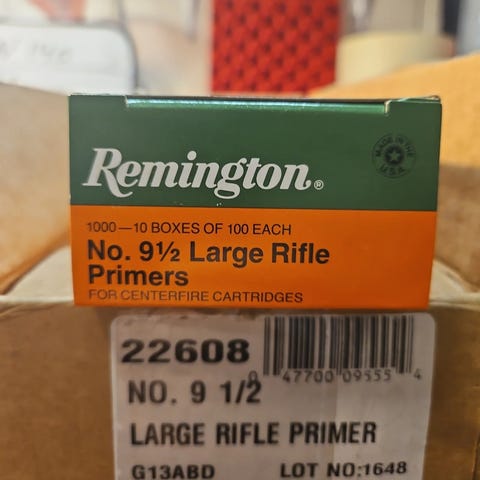 Remington®
MADE IN THE
U.S.A.
1000—10 BOXES OF 100 EACH
No. 9½ Large Rifle
Primers
FOR CENTERFIRE CARTRIDGES
22608
0 47700 09555 4
NO. 9 1/2
LARGE RIFLE PRIMER
G13ABD LOT NO:1648